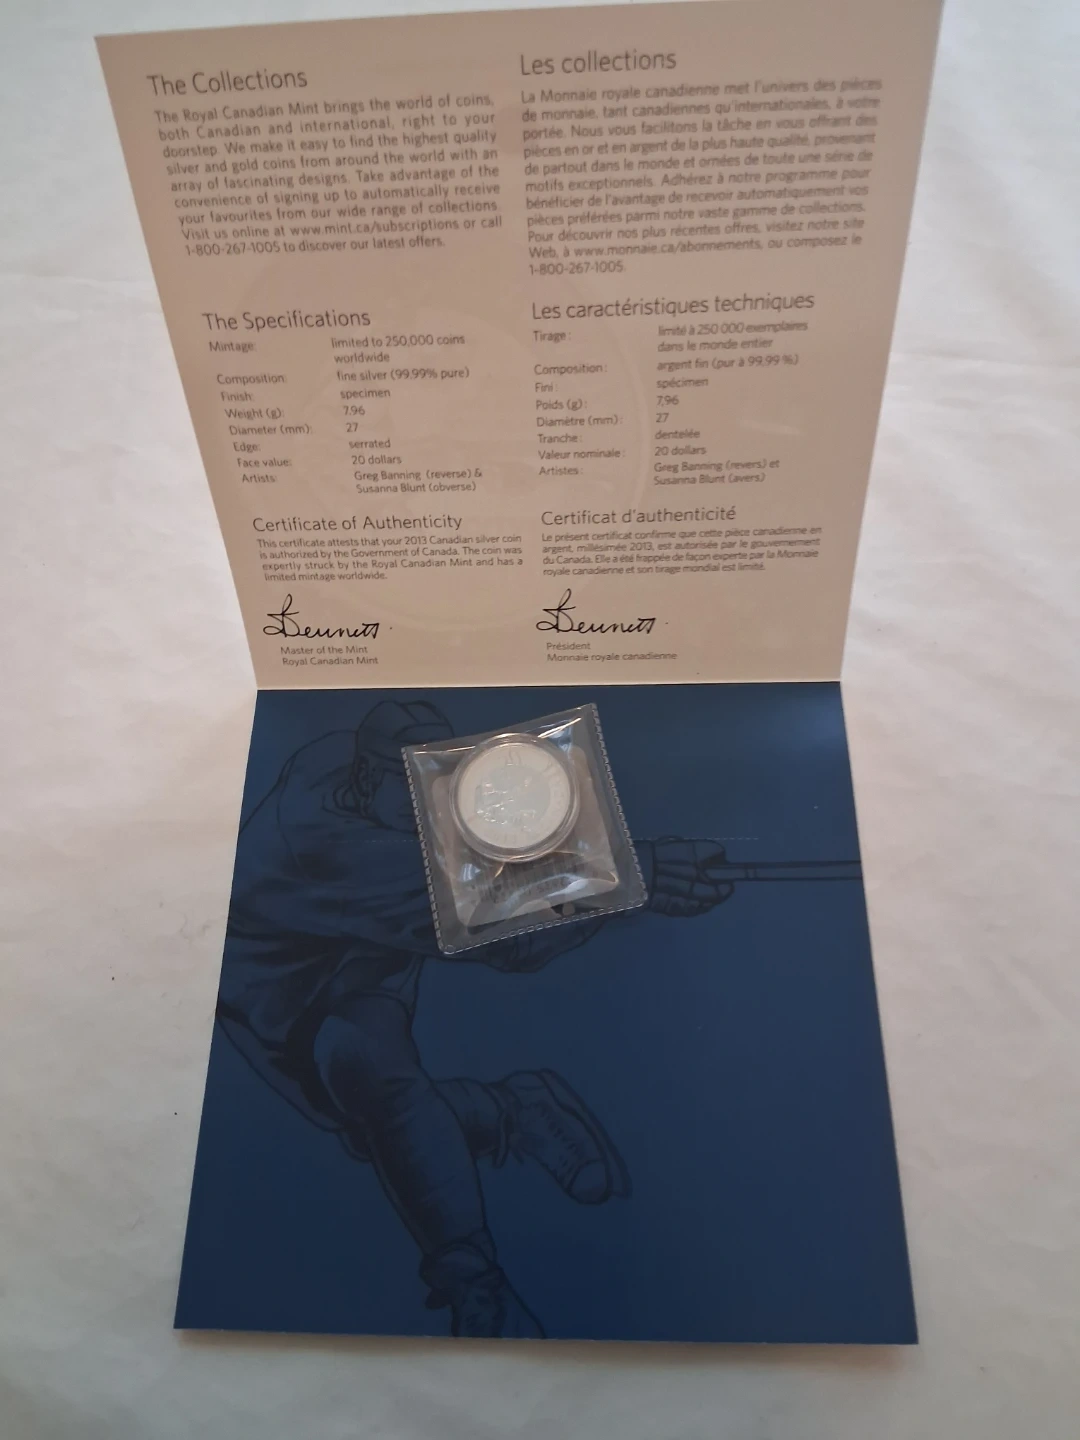 The Collections
The Royal Canadian Mint brings the world of coins,
both Canadian and international, right to your
doorstep. We make it easy to find the highest quality
silver and gold coins from around the world with an
array of fascinating designs. Take advantage of the
convenience of signing up to automatically receive
your favourites from our wide range of collections.
Visit us online at www.mint.ca/subscriptions or call
1-800-267-1005 to discover our latest offers.
Les collections
La Monnaie royale canadienne met l'univers des pièces
de monnaie, tant canadiennes qu'internationales, à votre
portée. Nous vous facilitons la tâche en vous offrant des
pièces en or et en argent de la plus haute qualité, provenant
de partout dans le monde et ornées de toute une série de
motifs exceptionnels. Adhérez à notre programme pour
bénéficier de l'avantage de recevoir automatiquement vos
pièces préférées parmi notre vaste gamme de collections.
Pour découvrir nos plus récentes offres, visitez notre site
Web, à www.monnaie.ca/abonnements, ou composez le
1-800-267-1005.
The Specifications
Mintage: limited to 250,000 coins
worldwide
Composition: fine silver (99.99% pure)
Finish: specimen
Weight (g): 7.96
Diameter (mm): 27
Edge: serrated
Face value: 20 dollars
Artists: Greg Banning (reverse) &
Susanna Blunt (obverse)
Les caractéristiques techniques
Tirage : limité à 250 000 exemplaires
dans le monde entier
Composition : argent fin (pur à 99,99 %)
Fini : spécimen
Poids (g) : 7,96
Diamètre (mm) : 27
Tranche : dentelée
Valeur nominale : 20 dollars
Artistes : Greg Banning (revers) et
Susanna Blunt (avers)
Certificate of Authenticity
This certificate attests that your 2013 Canadian silver coin
is authorized by the Government of Canada. The coin was
expertly struck by the Royal Canadian Mint and has a
limited mintage worldwide.
Bennett
Master of the Mint
Royal Canadian Mint
Certificat d'authenticité
Le présent certificat confirme que cette pièce canadienne en
argent, millésimée 2013, est autorisée par le gouvernement
du Canada. Elle a été frappée de façon experte par la Monnaie
royale canadienne et son tirage mondial est limité.
Bennett
Président
Monnaie royale canadienne